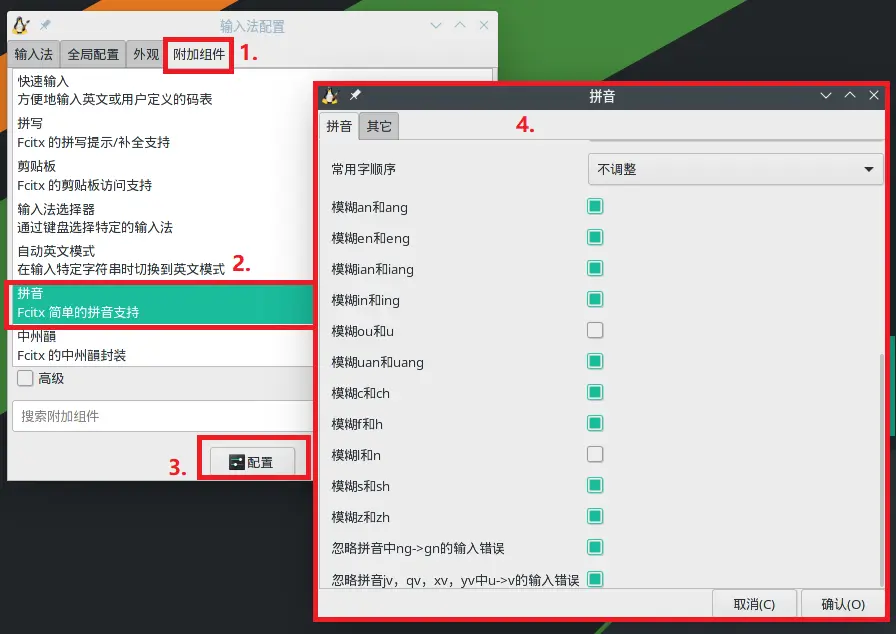 输入法配置
输入法 全局配置 外观 附加组件 1.
快速输入
方便地输入英文或用户定义的码表
拼写
Fcitx 的拼写提示/补全支持
剪贴板
Fcitx 的剪贴板访问支持
输入法选择器
通过键盘选择特定的输入法
自动英文模式
在输入特定字符串时切换到英文模式 2.
拼音
Fcitx 简单的拼音支持
中州韻
Fcitx 的中州韻封装
高级
搜索附加组件
3. 配置
拼音
拼音 其它 4.
常用字顺序 不调整
模糊an和ang
模糊en和eng
模糊ian和iang
模糊in和ing
模糊ou和u
模糊uan和uang
模糊c和ch
模糊f和h
模糊l和n
模糊s和sh
模糊z和zh
忽略拼音中ng->gn的输入错误
忽略拼音jv，qv，xv，yv中u->v的输入错误
取消(C) 确认(O)